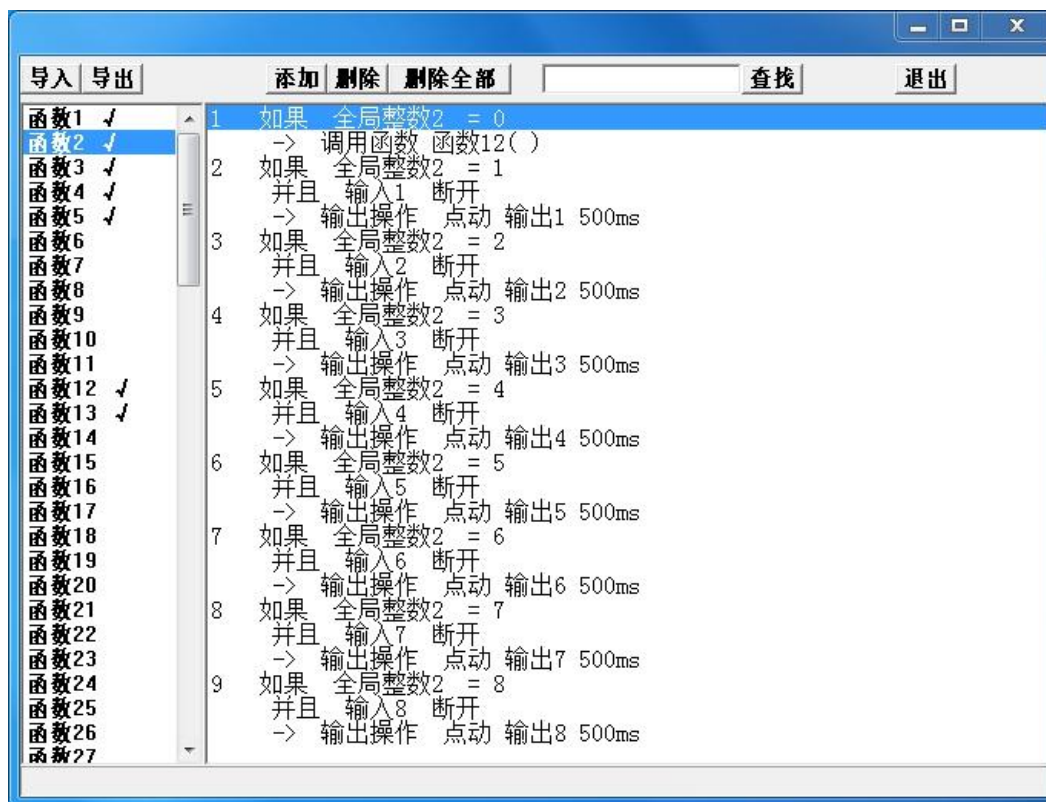 导入 导出 添加 删除 删除全部 查找 退出
函数1 √
函数2 √
函数3 √
函数4 √
函数5 √
函数6
函数7
函数8
函数9
函数10
函数11
函数12 √
函数13 √
函数14
函数15
函数16
函数17
函数18
函数19
函数20
函数21
函数22
函数23
函数24
函数25
函数26
函数27
1 如果 全局整数2 = 0
-> 调用函数 函数12( )
2 如果 全局整数2 = 1
并且 输入1 断开
-> 输出操作 点动 输出1 500ms
3 如果 全局整数2 = 2
并且 输入2 断开
-> 输出操作 点动 输出2 500ms
4 如果 全局整数2 = 3
并且 输入3 断开
-> 输出操作 点动 输出3 500ms
5 如果 全局整数2 = 4
并且 输入4 断开
-> 输出操作 点动 输出4 500ms
6 如果 全局整数2 = 5
并且 输入5 断开
-> 输出操作 点动 输出5 500ms
7 如果 全局整数2 = 6
并且 输入6 断开
-> 输出操作 点动 输出6 500ms
8 如果 全局整数2 = 7
并且 输入7 断开
-> 输出操作 点动 输出7 500ms
9 如果 全局整数2 = 8
并且 输入8 断开
-> 输出操作 点动 输出8 500ms